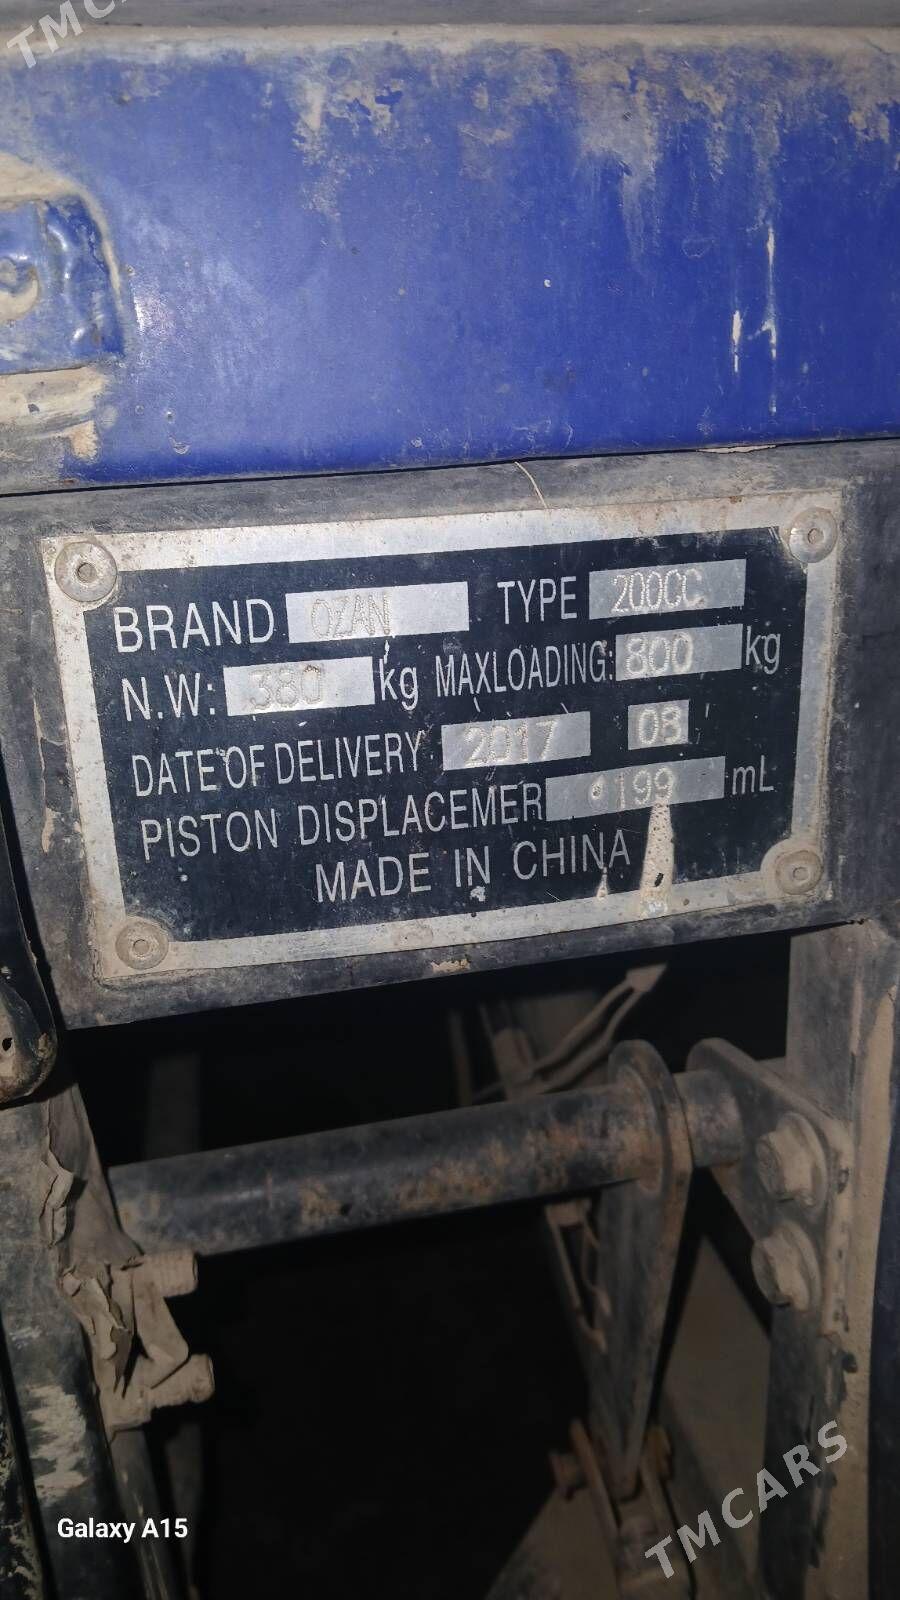 TMC
BRAND OZAN TYPE 200CC
N.W: 380 kg MAXLOADING: 800 kg
DATE OF DELIVERY 2017 08
PISTON DISPLACEMER 199 mL
MADE IN CHINA
Galaxy A15
TMCARS